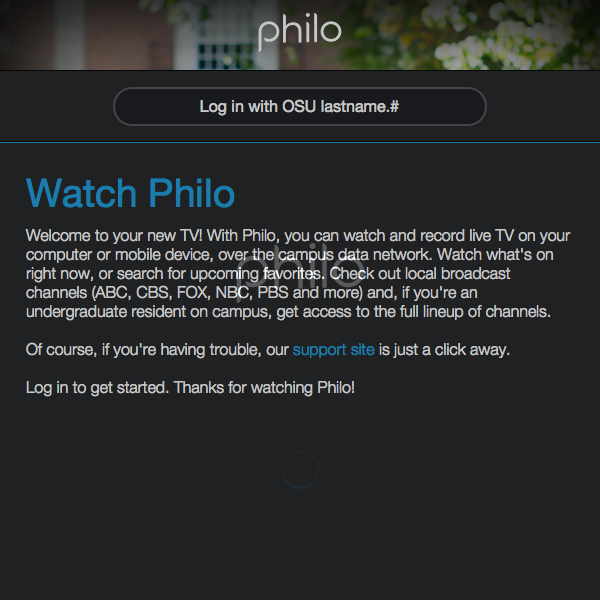 philo
Log in with OSU lastname.#
Watch Philo
Welcome to your new TV! With Philo, you can watch and record live TV on your
computer or mobile device, over the campus data network. Watch what's on
right now, or search for upcoming favorites. Check out local broadcast
channels (ABC, CBS, FOX, NBC, PBS and more) and, if you're an
undergraduate resident on campus, get access to the full lineup of channels.
philo
Of course, if you're having trouble, our support site is just a click away.
Log in to get started. Thanks for watching Philo!